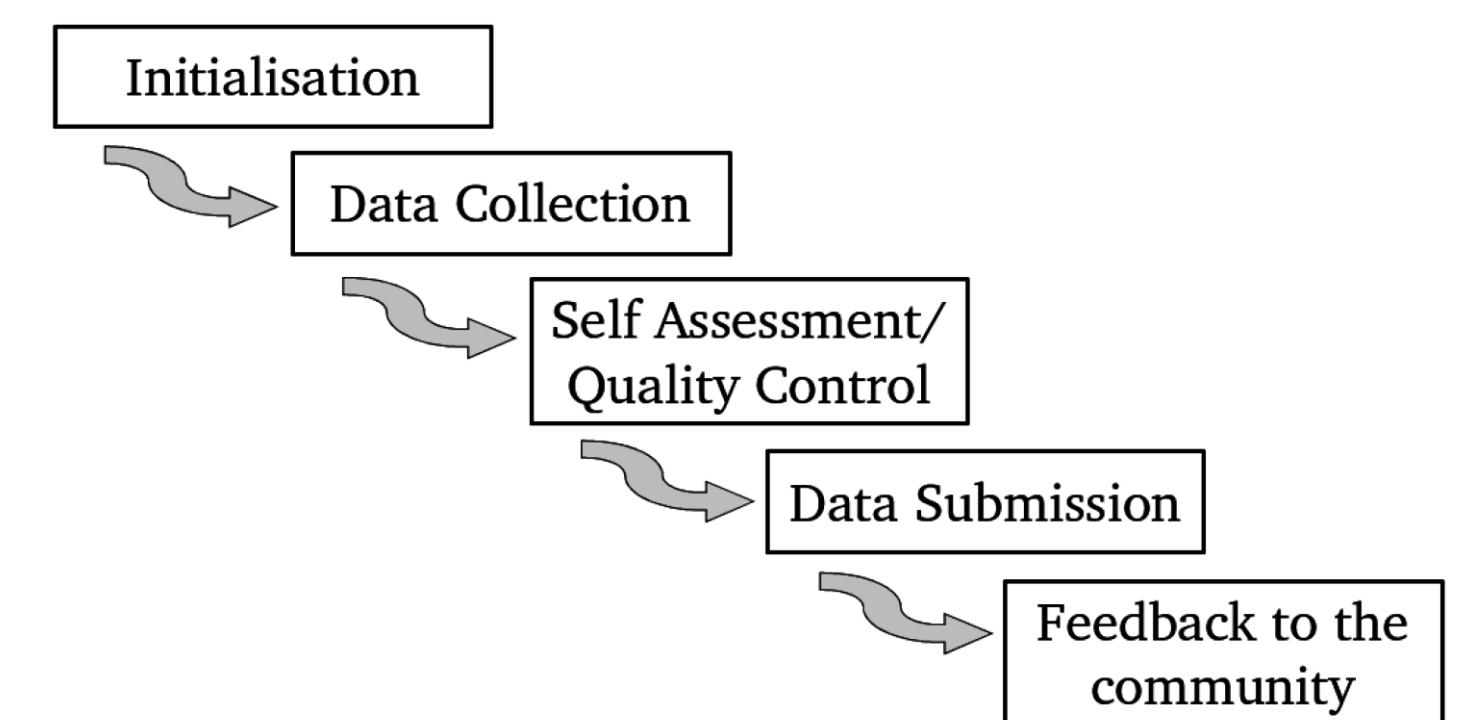 Initialisation
Data Collection
Self Assessment/
Quality Control
Data Submission
Feedback to the
community